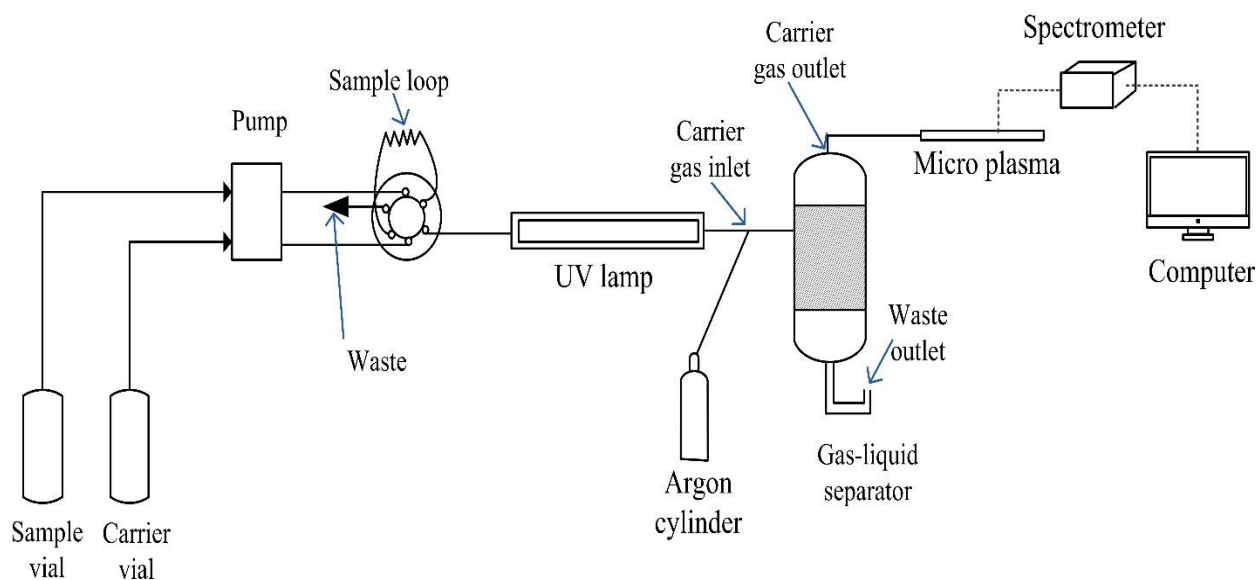 Spectrometer
Carrier
gas outlet
Sample loop
Pump
Carrier
gas inlet
Micro plasma
UV lamp
Computer
Waste
Waste
outlet
Gas-liquid
separator
Argon
cylinder
Sample
vial
Carrier
vial